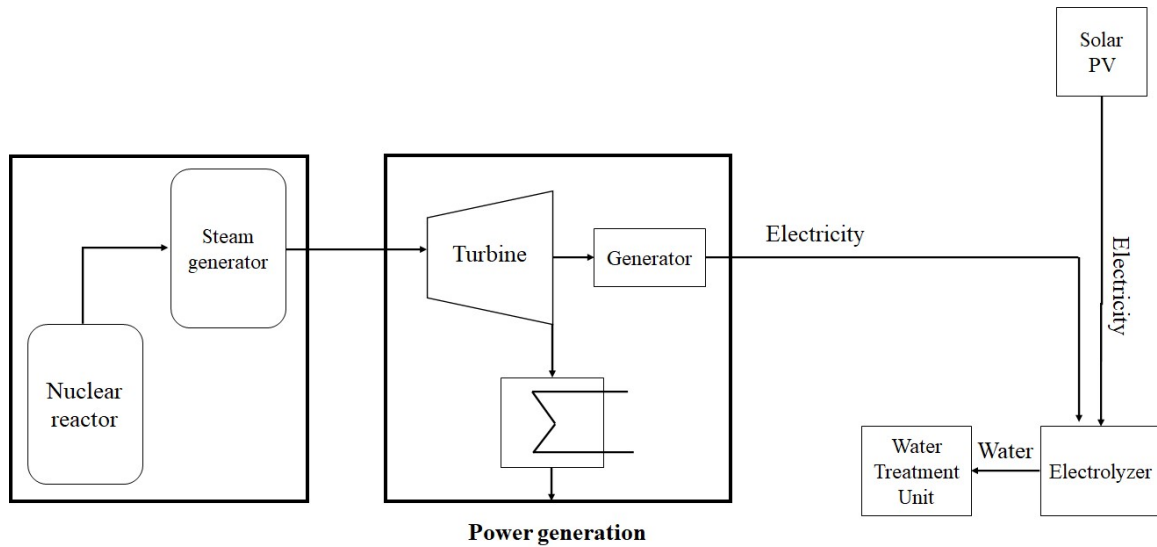 Solar
PV
Steam
generator
Turbine
Generator
Electricity
Electricity
Nuclear
reactor
Water
Treatment
Unit
Water
Electrolyzer
Power generation